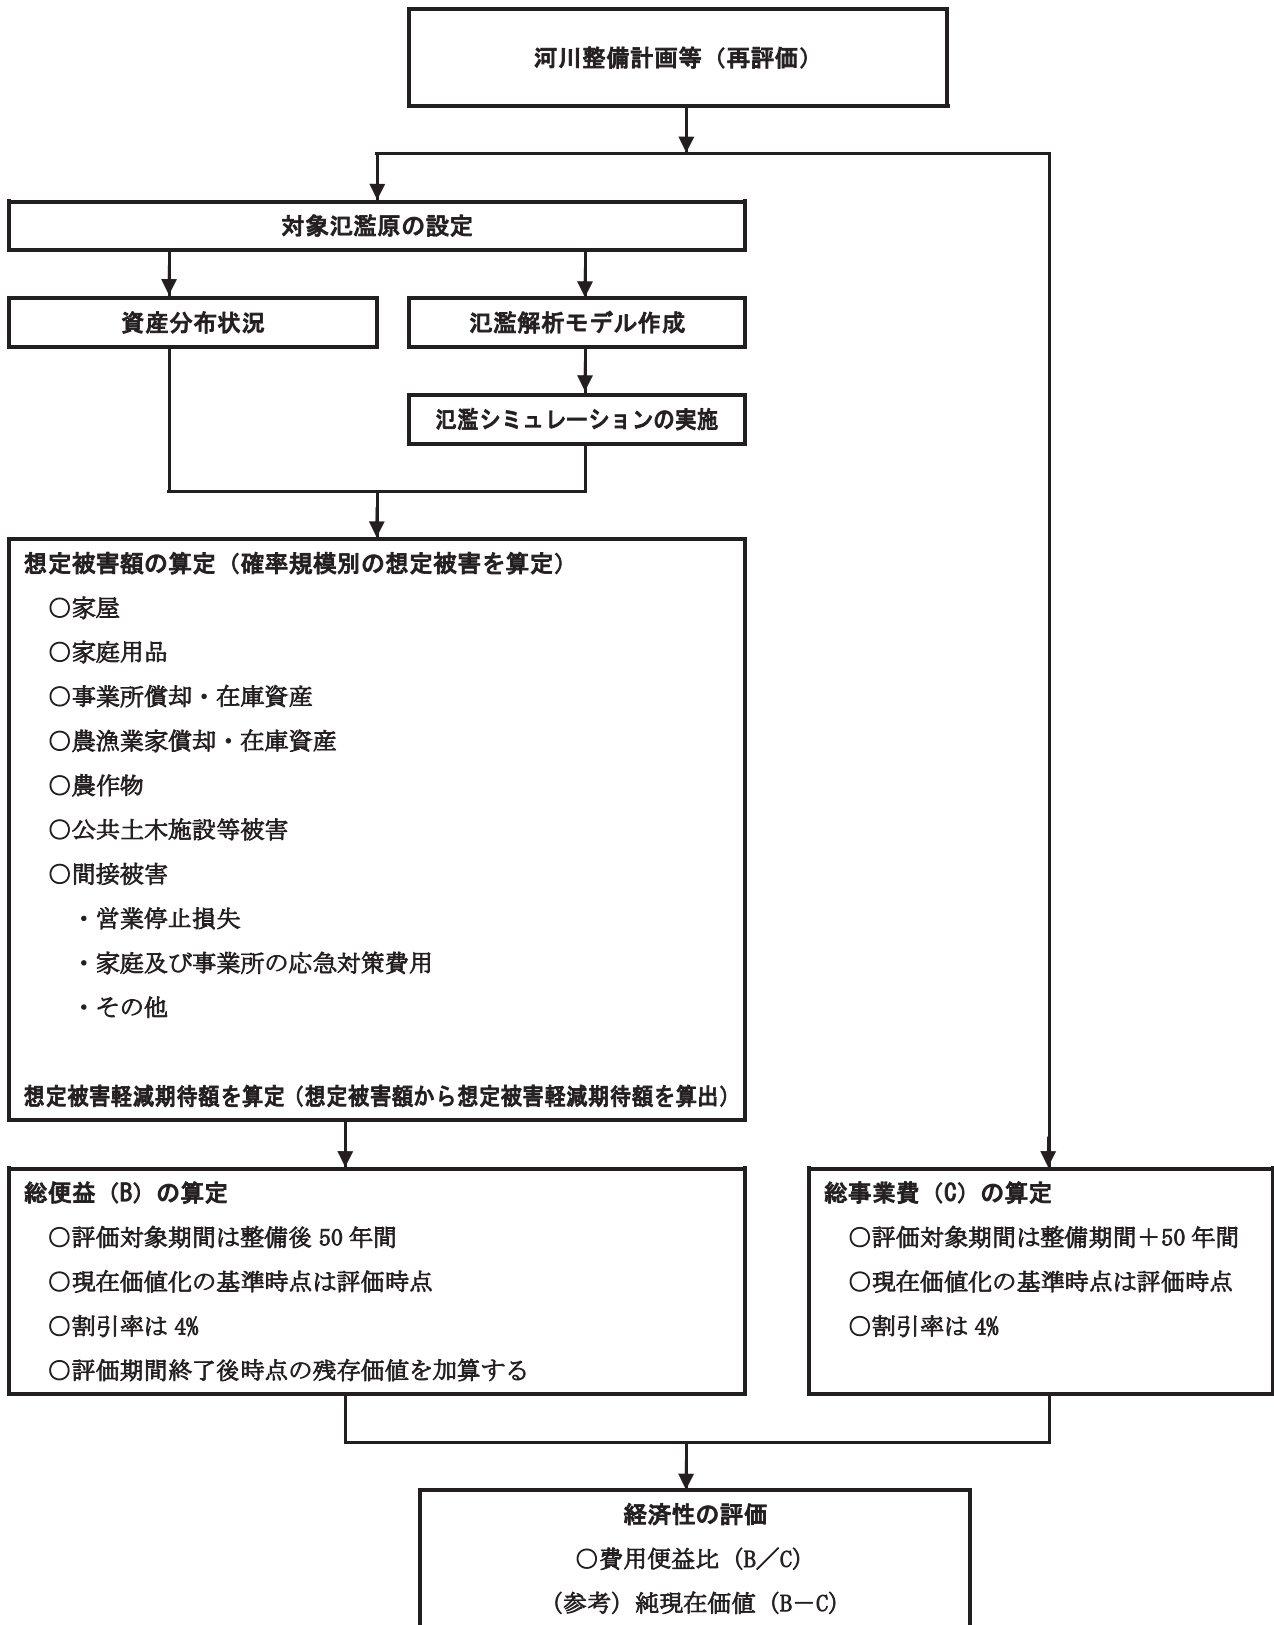 河川整備計画等（再評価）
対象氾濫原の設定
資産分布状況
氾濫解析モデル作成
氾濫シミュレーションの実施
想定被害額の算定（確率規模別の想定被害を算定）
○家屋
○家庭用品
○事業所償却・在庫資産
○農漁業家償却・在庫資産
○農作物
○公共土木施設等被害
○間接被害
・営業停止損失
・家庭及び事業所の応急対策費用
・その他
想定被害軽減期待額を算定（想定被害額から想定被害軽減期待額を算出）
総便益（B）の算定
○評価対象期間は整備後 50 年間
○現在価値化の基準時点は評価時点
○割引率は 4%
○評価期間終了後時点の残存価値を加算する
総事業費（C）の算定
○評価対象期間は整備期間＋50 年間
○現在価値化の基準時点は評価時点
○割引率は 4%
経済性の評価
○費用便益比（B／C）
（参考）純現在価値（B－C）